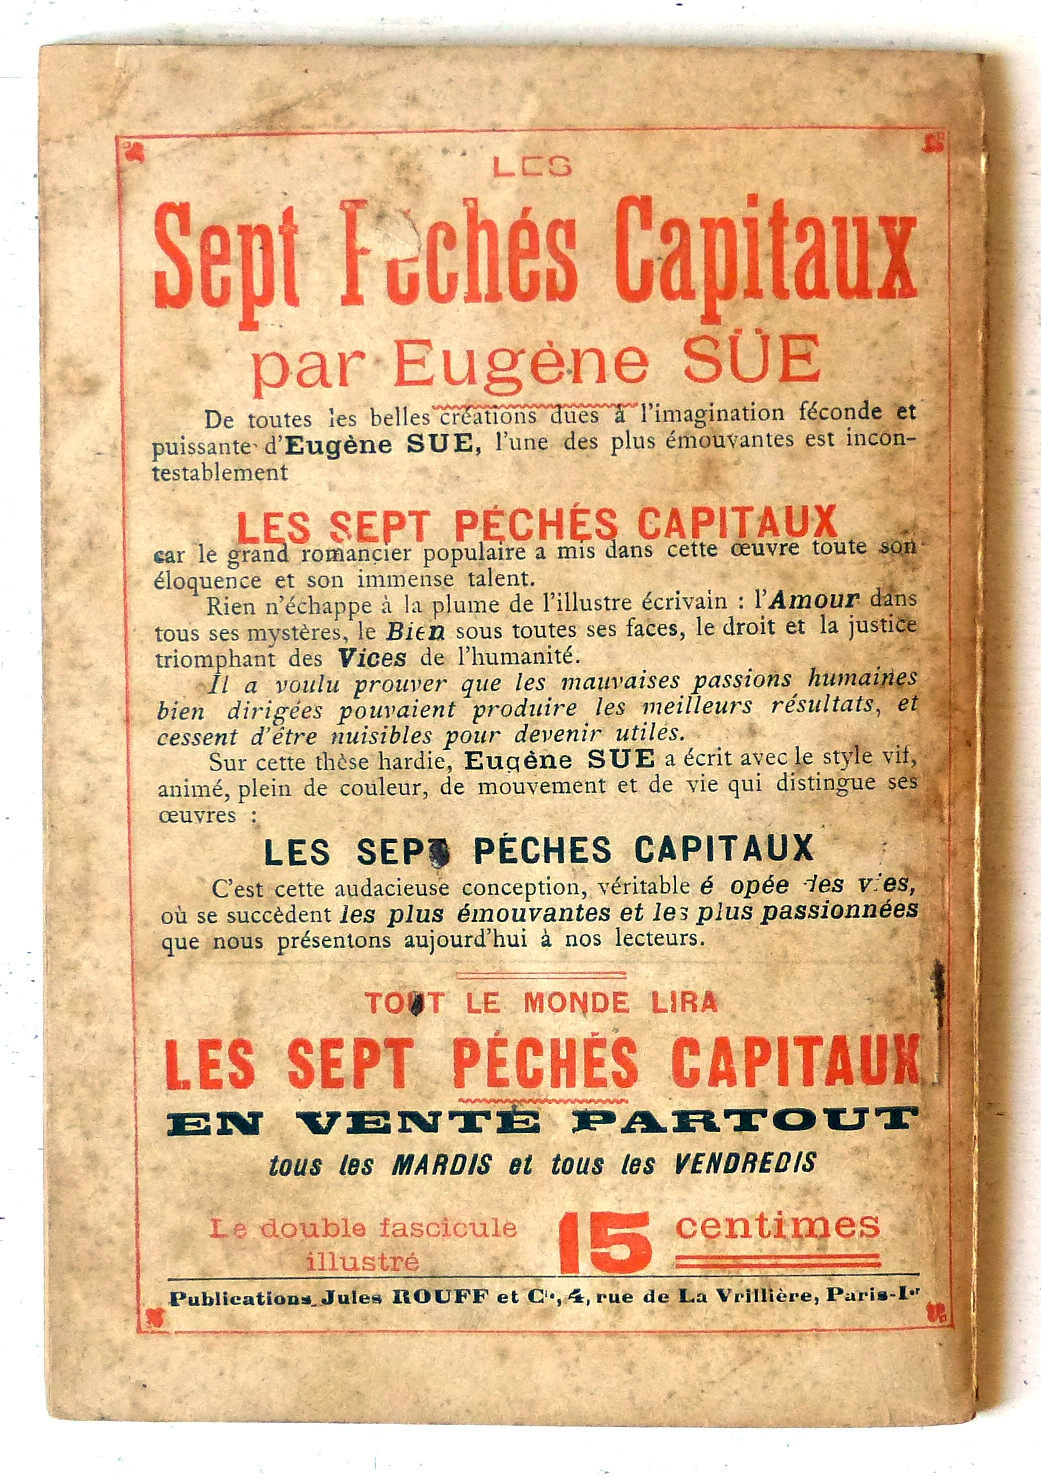 LES
Sept Péchés Capitaux
par Eugène SÜE
De toutes les belles créations dues à l'imagination féconde et
puissante d'Eugène SUE, l'une des plus émouvantes est incon-
testablement
LES SEPT PÉCHÉS CAPITAUX
car le grand romancier populaire a mis dans cette œuvre toute son
éloquence et son immense talent.
Rien n'échappe à la plume de l'illustre écrivain : l'Amour dans
tous ses mystères, le Bien sous toutes ses faces, le droit et la justice
triomphant des Vices de l'humanité.
Il a voulu prouver que les mauvaises passions humaines
bien dirigées pouvaient produire les meilleurs résultats, et
cessent d'être nuisibles pour devenir utiles.
Sur cette thèse hardie, Eugène SUE a écrit avec le style vif,
animé, plein de couleur, de mouvement et de vie qui distingue ses
œuvres :
LES SEPT PÉCHES CAPITAUX
C'est cette audacieuse conception, véritable é opée des vies,
où se succèdent les plus émouvantes et les plus passionnées
que nous présentons aujourd'hui à nos lecteurs.
TOUT LE MONDE LIRA
LES SEPT PÉCHÉS CAPITAUX
EN VENTE PARTOUT
tous les MARDIS et tous les VENDREDIS
Le double fascicule 15 centimes
illustré
Publications Jules ROUFF et Cie, 4, rue de La Vrillière, Paris-Ier